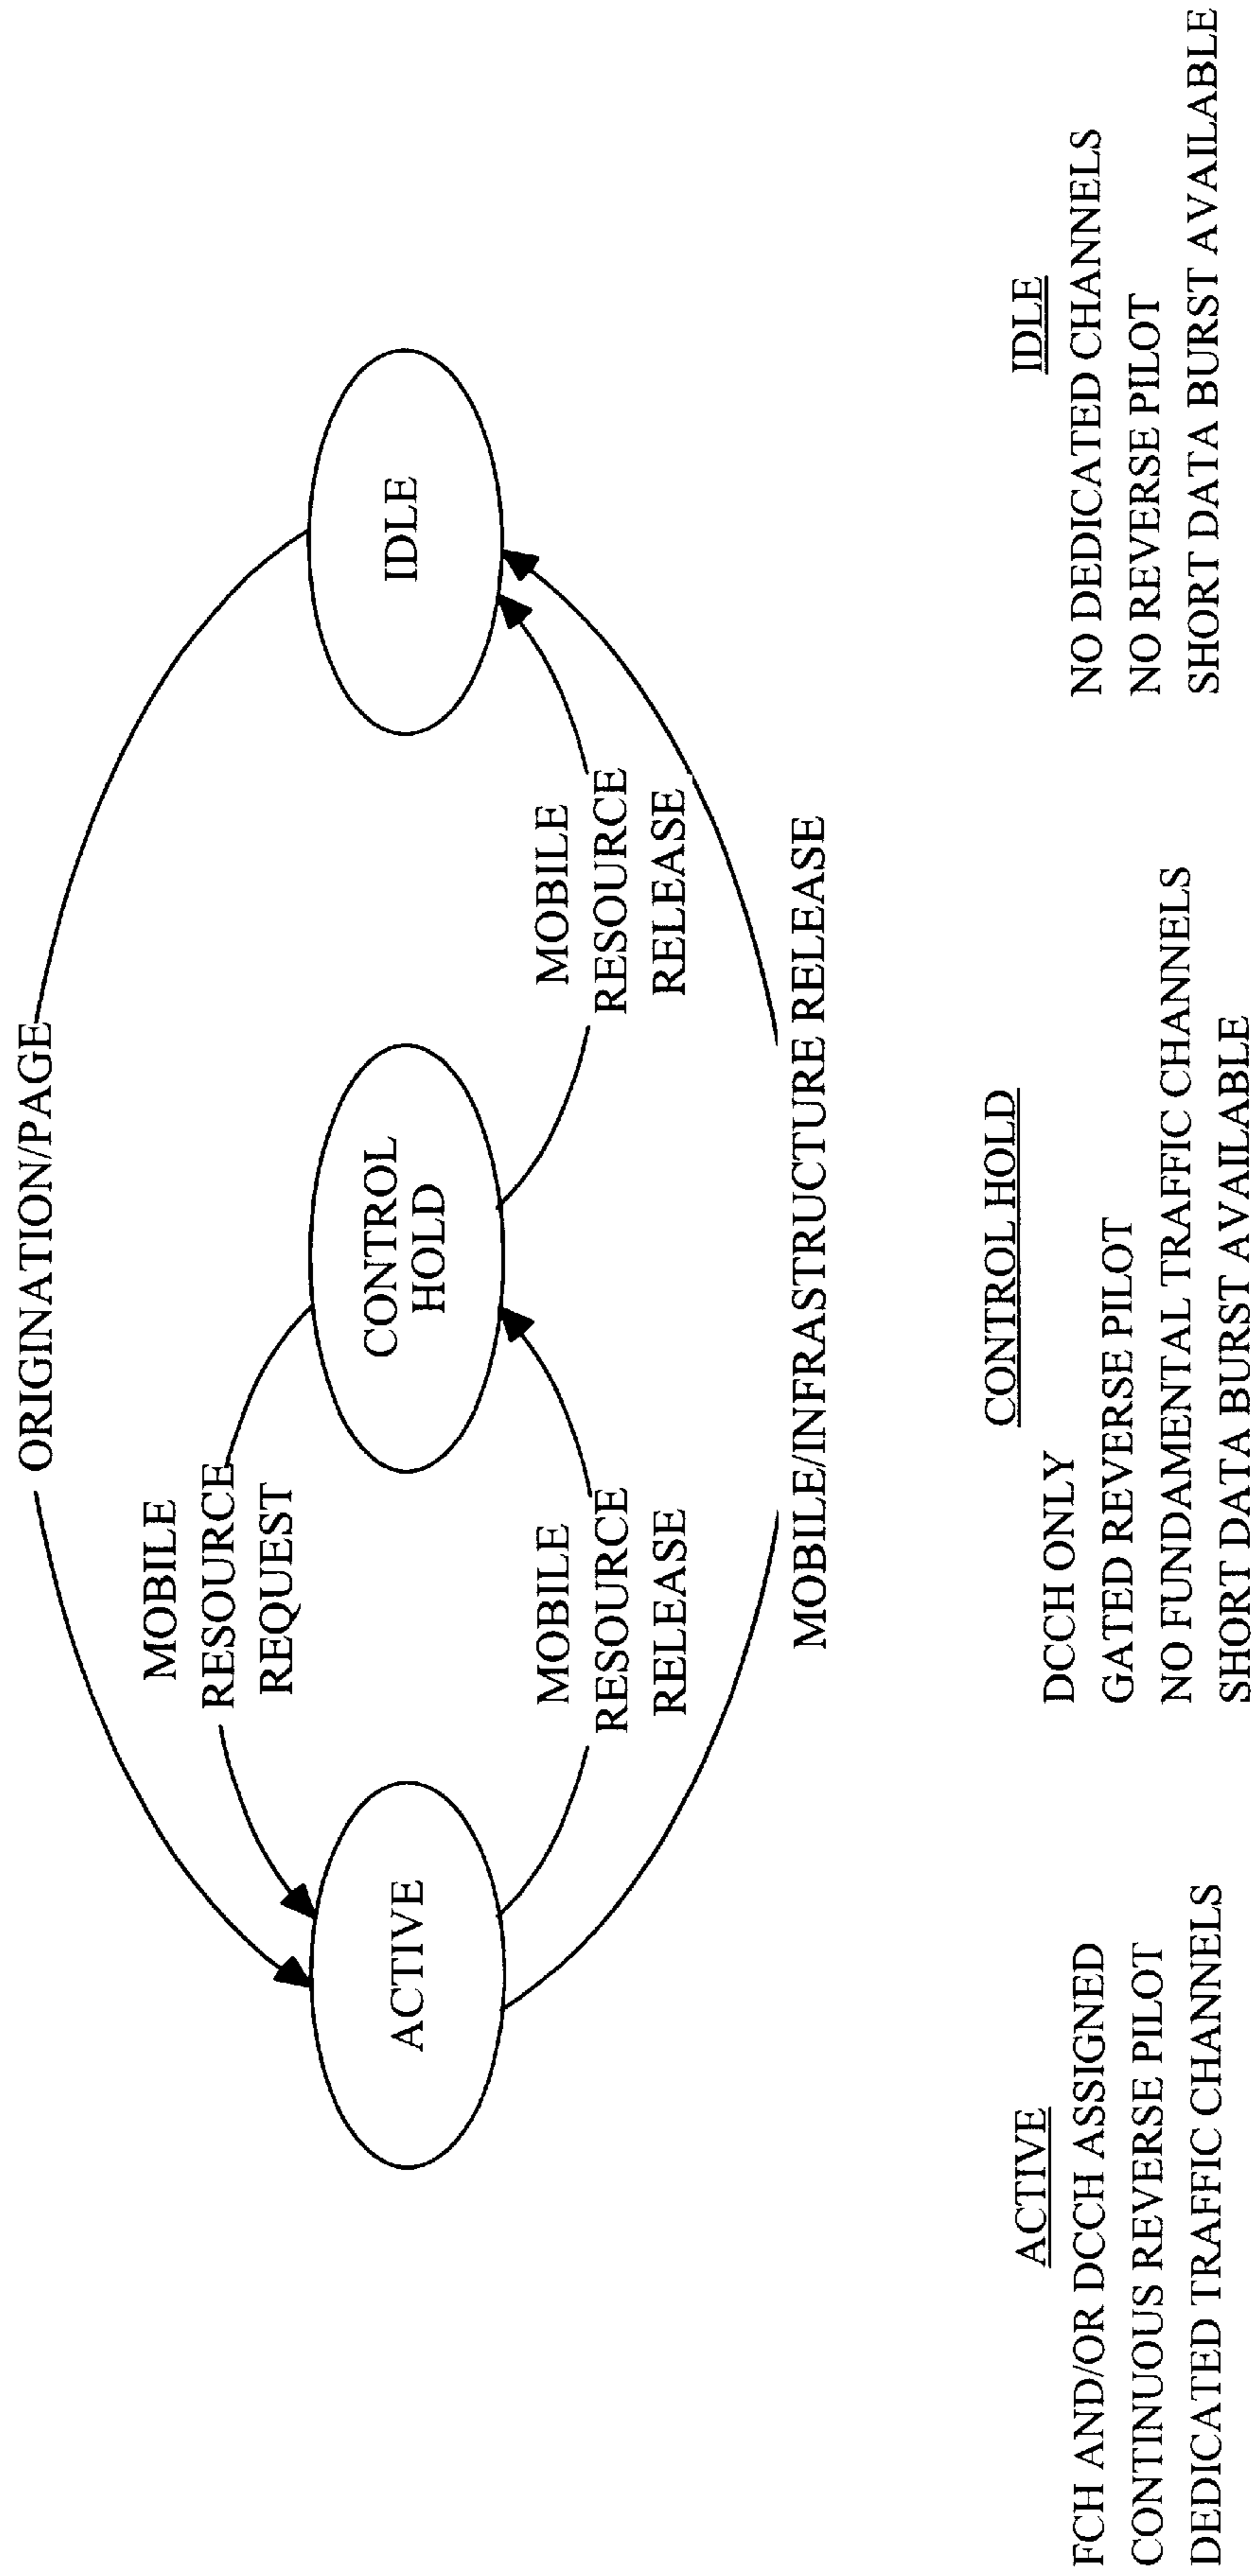 ORIGINATION/PAGE
MOBILE
RESOURCE
REQUEST
ACTIVE
CONTROL
HOLD
IDLE
MOBILE
RESOURCE
RELEASE
MOBILE
RESOURCE
RELEASE
MOBILE/INFRASTRUCTURE RELEASE
ACTIVE
FCH AND/OR DCCH ASSIGNED
CONTINUOUS REVERSE PILOT
DEDICATED TRAFFIC CHANNELS
CONTROL HOLD
DCCH ONLY
GATED REVERSE PILOT
NO FUNDAMENTAL TRAFFIC CHANNELS
SHORT DATA BURST AVAILABLE
IDLE
NO DEDICATED CHANNELS
NO REVERSE PILOT
SHORT DATA BURST AVAILABLE